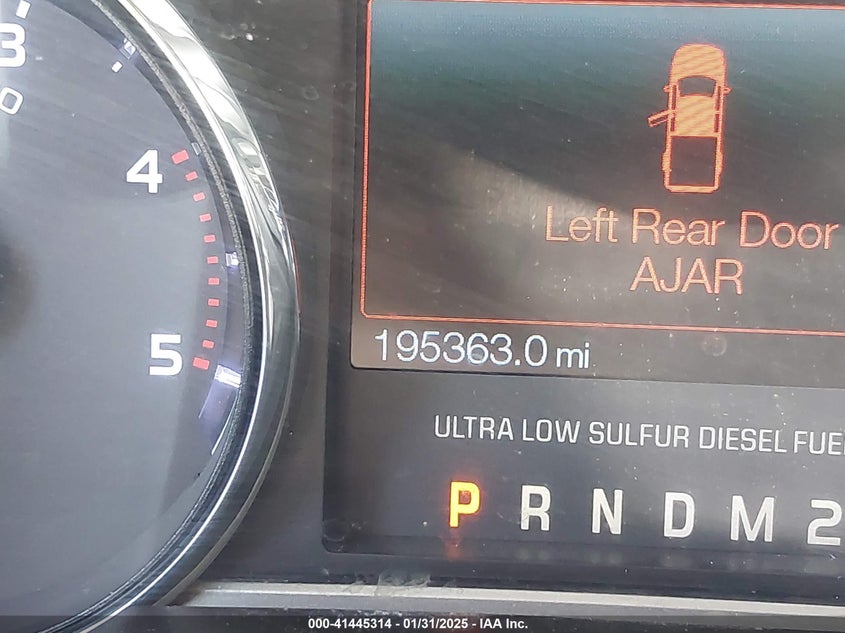 3
4
5
Left Rear Door
AJAR
195363.0 mi
ULTRA LOW SULFUR DIESEL
P R N D M 2
000-41445314 - 01/31/2025 - IAA Inc.